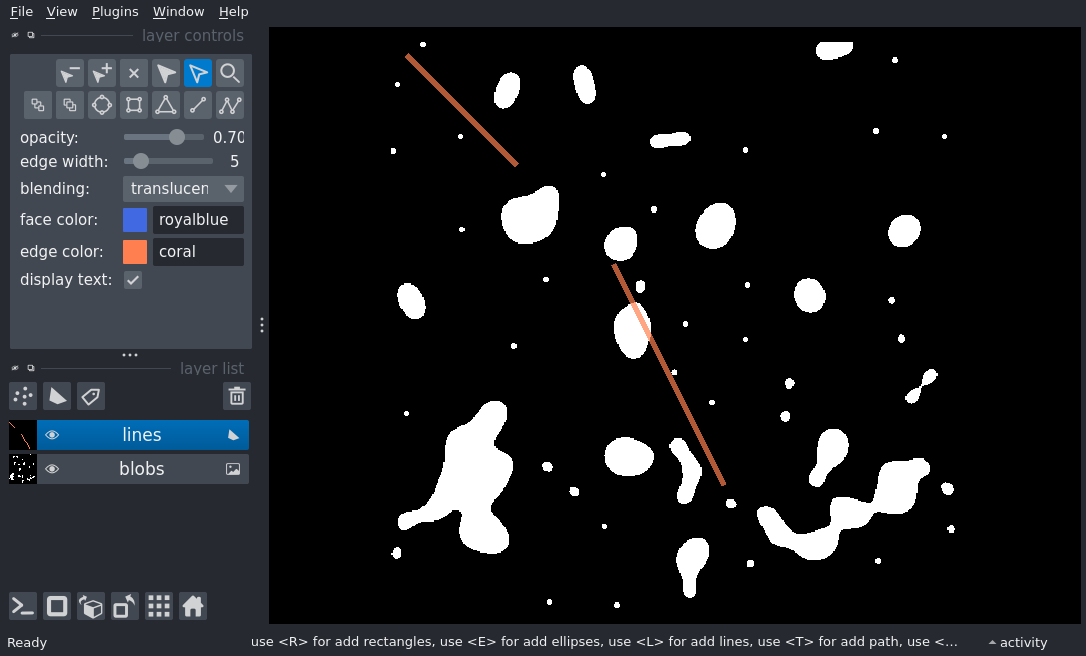 File View Plugins Window Help
layer controls
opacity: 0.70
edge width: 5
blending: translucen
face color: royalblue
edge color: coral
display text:
layer list
lines
blobs
Ready use <R> for add rectangles, use <E> for add ellipses, use <L> for add lines, use <T> for add path, use <... activity